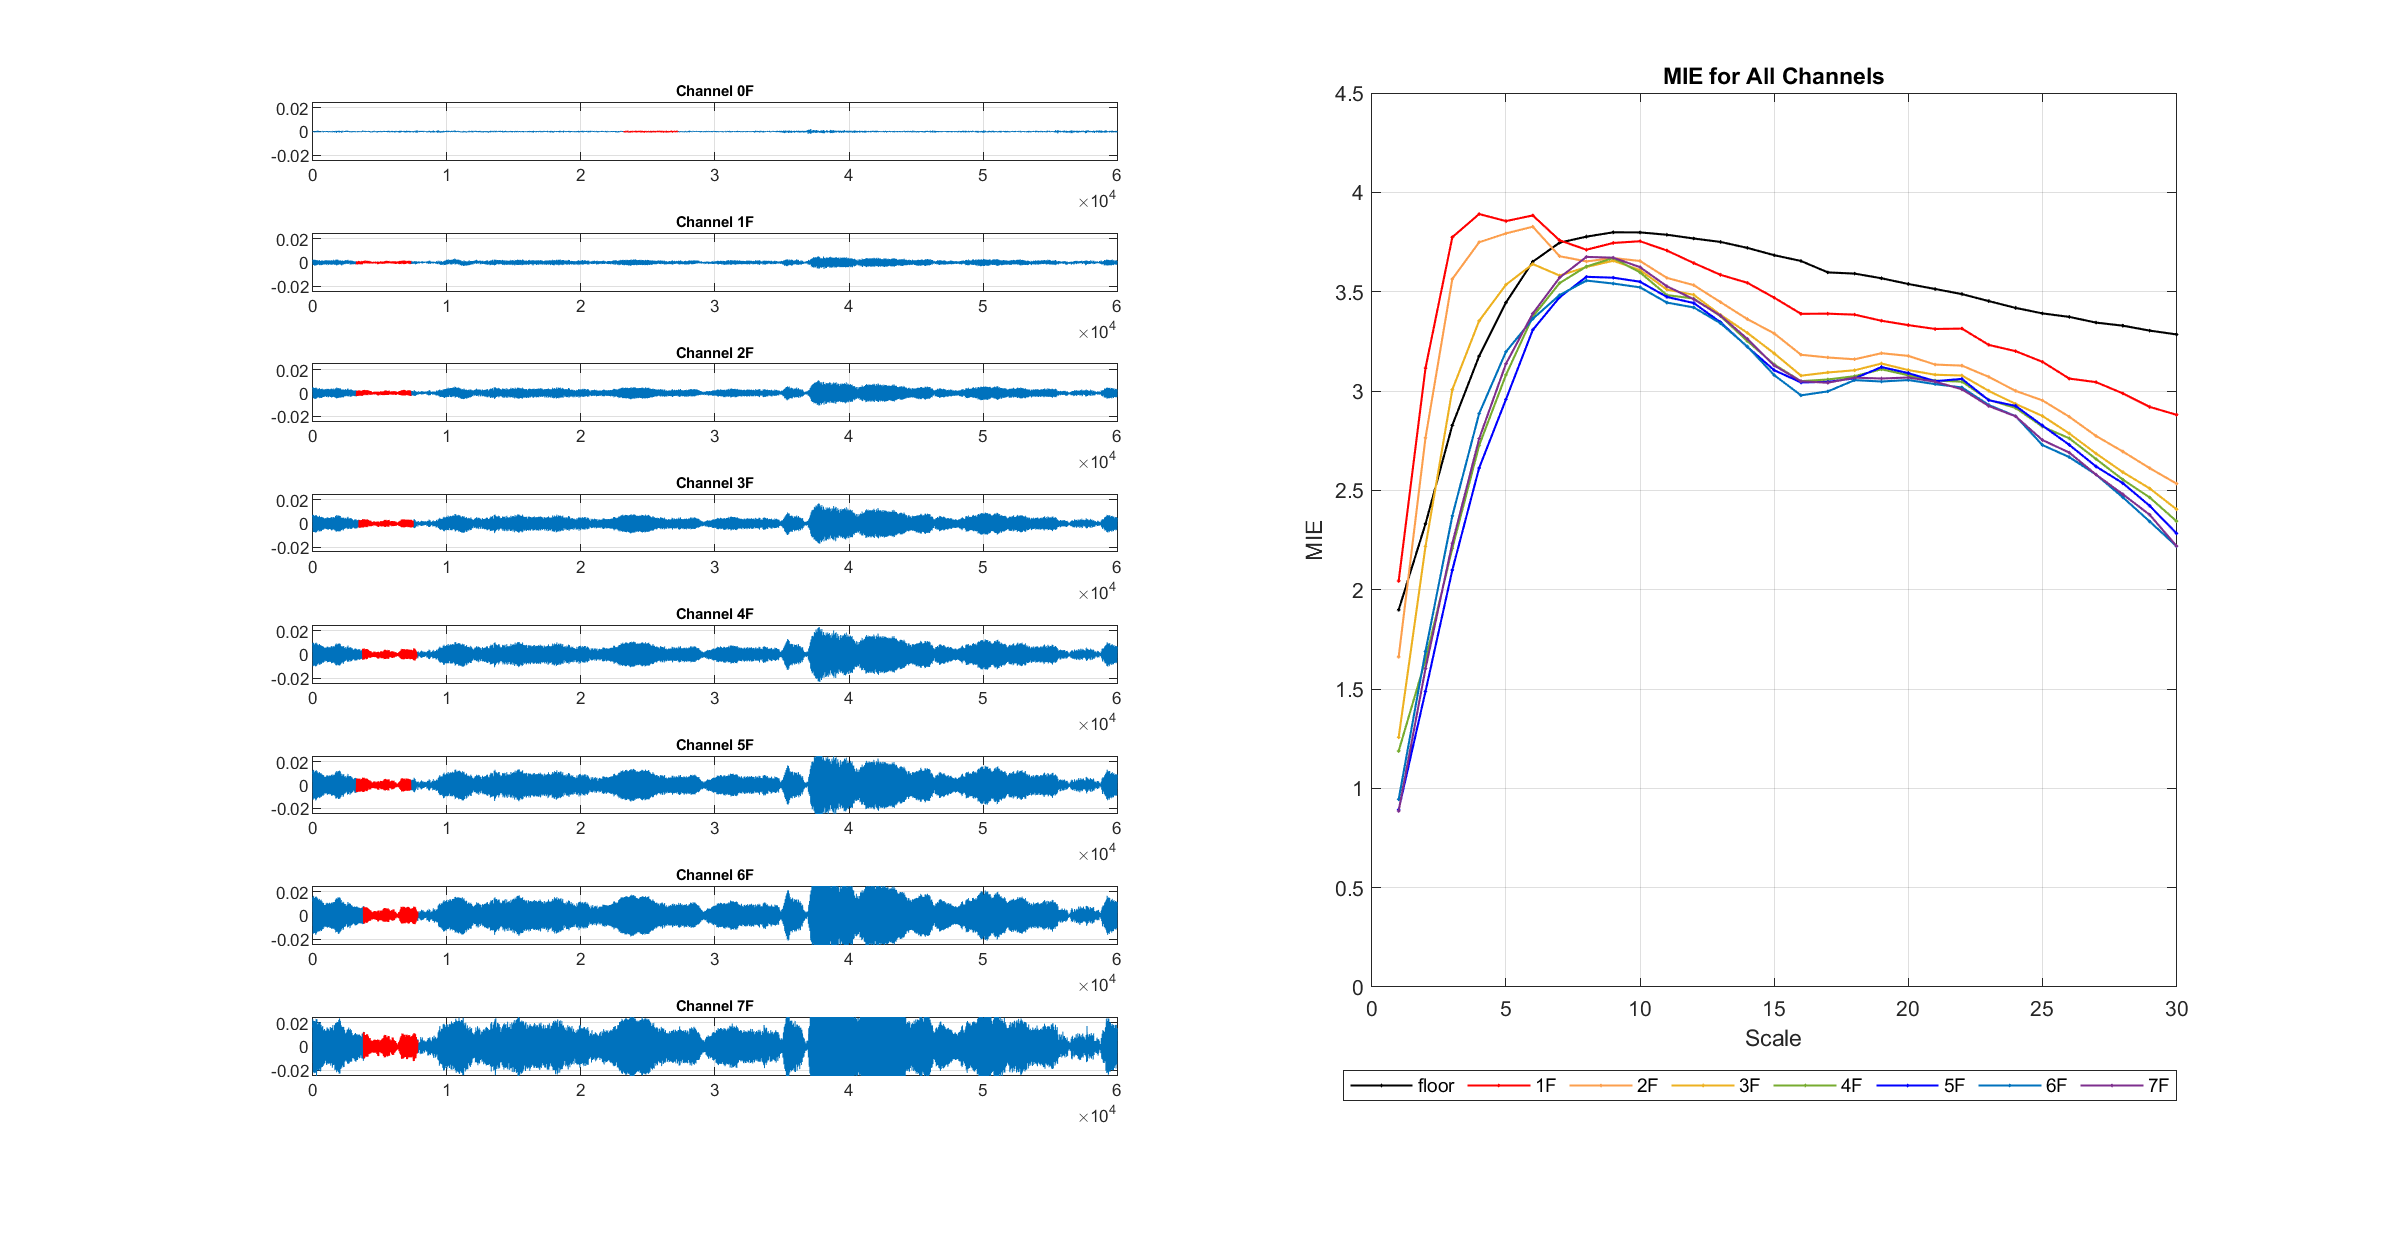 Channel 0F
0.02
0
-0.02
0 1 2 3 4 5 6
×10^4
Channel 1F
0.02
0
-0.02
0 1 2 3 4 5 6
×10^4
Channel 2F
0.02
0
-0.02
0 1 2 3 4 5 6
×10^4
Channel 3F
0.02
0
-0.02
0 1 2 3 4 5 6
×10^4
Channel 4F
0.02
0
-0.02
0 1 2 3 4 5 6
×10^4
Channel 5F
0.02
0
-0.02
0 1 2 3 4 5 6
×10^4
Channel 6F
0.02
0
-0.02
0 1 2 3 4 5 6
×10^4
Channel 7F
0.02
0
-0.02
0 1 2 3 4 5 6
×10^4
MIE for All Channels
4.5
4
3.5
3
2.5
2
1.5
1
0.5
0
MIE
0 5 10 15 20 25 30
Scale
floor 1F 2F 3F 4F 5F 6F 7F